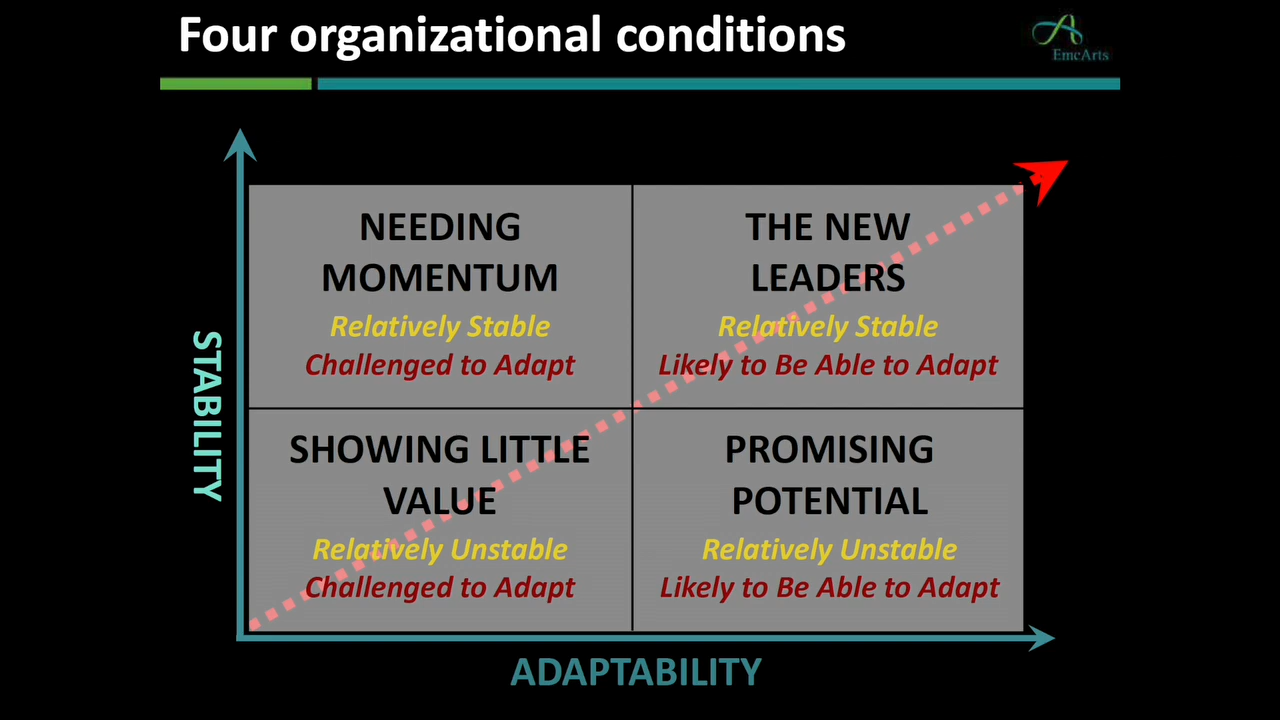 Four organizational conditions
EmcArts
NEEDING
MOMENTUM
Relatively Stable
Challenged to Adapt
THE NEW
LEADERS
Relatively Stable
Likely to Be Able to Adapt
STABILITY
SHOWING LITTLE
VALUE
Relatively Unstable
Challenged to Adapt
PROMISING
POTENTIAL
Relatively Unstable
Likely to Be Able to Adapt
ADAPTABILITY